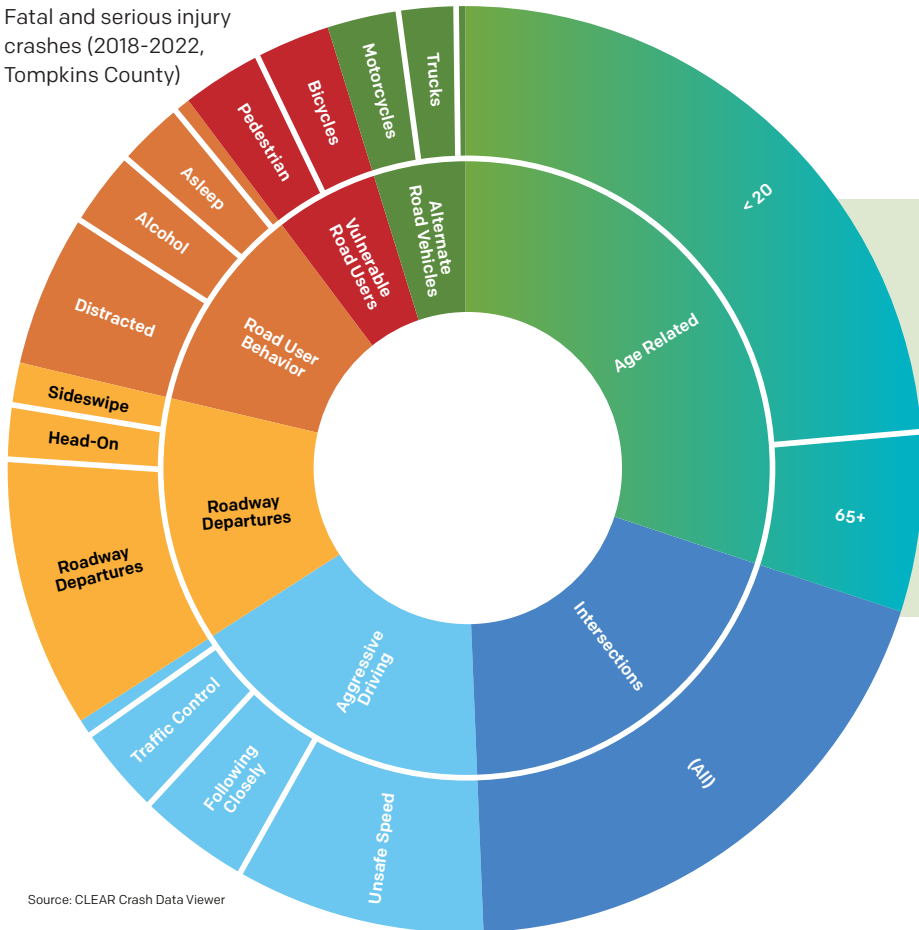 Fatal and serious injury
crashes (2018-2022,
Tompkins County)
Motorcycles
Trucks
Bicycles
Pedestrian
Asleep
Alcohol
Distracted
Sideswipe
Head-On
Roadway
Departures
Traffic Control
Following
Closely
Unsafe Speed
(All)
65+
< 20
Alternate
Road Vehicles
Vulnerable
Road Users
Road User
Behavior
Roadway
Departures
Aggressive
Driving
Intersections
Age Related
Source: CLEAR Crash Data Viewer